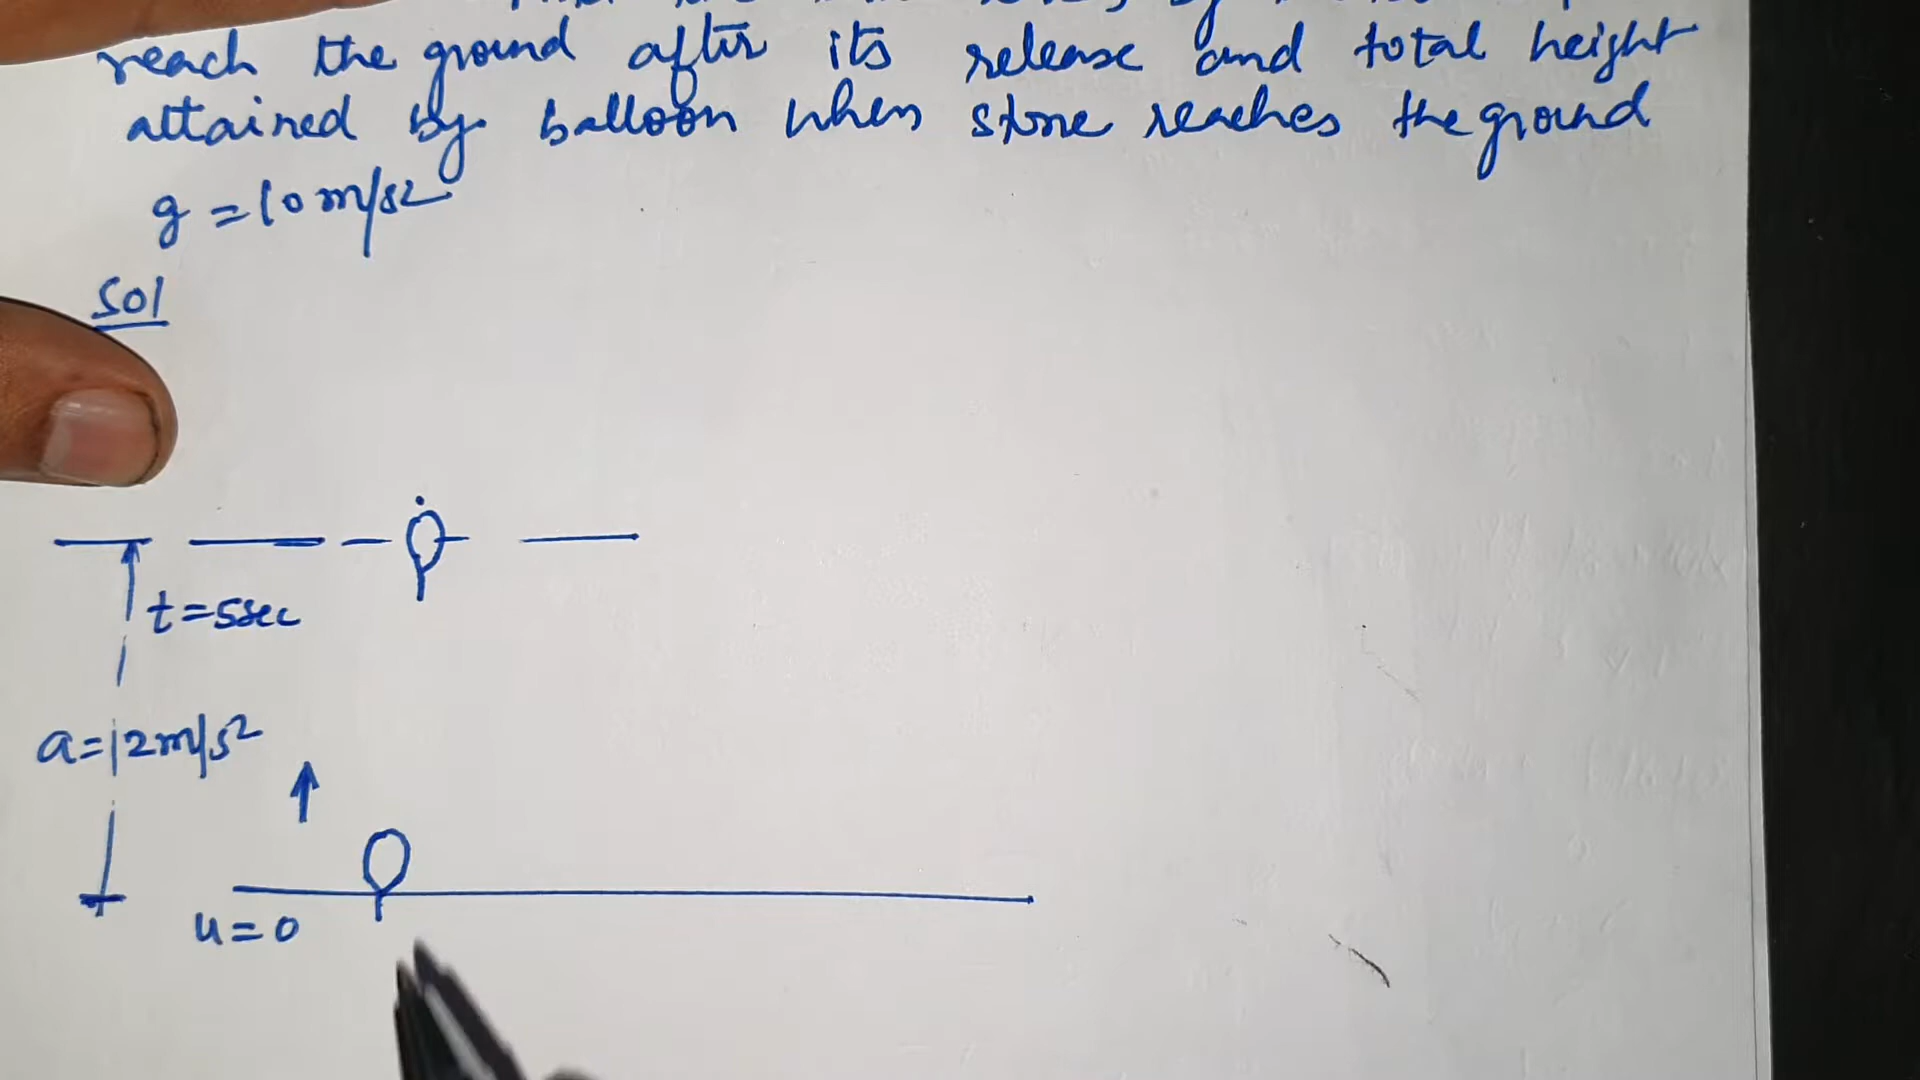 reach the ground after its release and total height
attained by balloon when stone reaches the ground
g = 10 m/s2
Sol
t=5sec
a=12m/s2
u=0